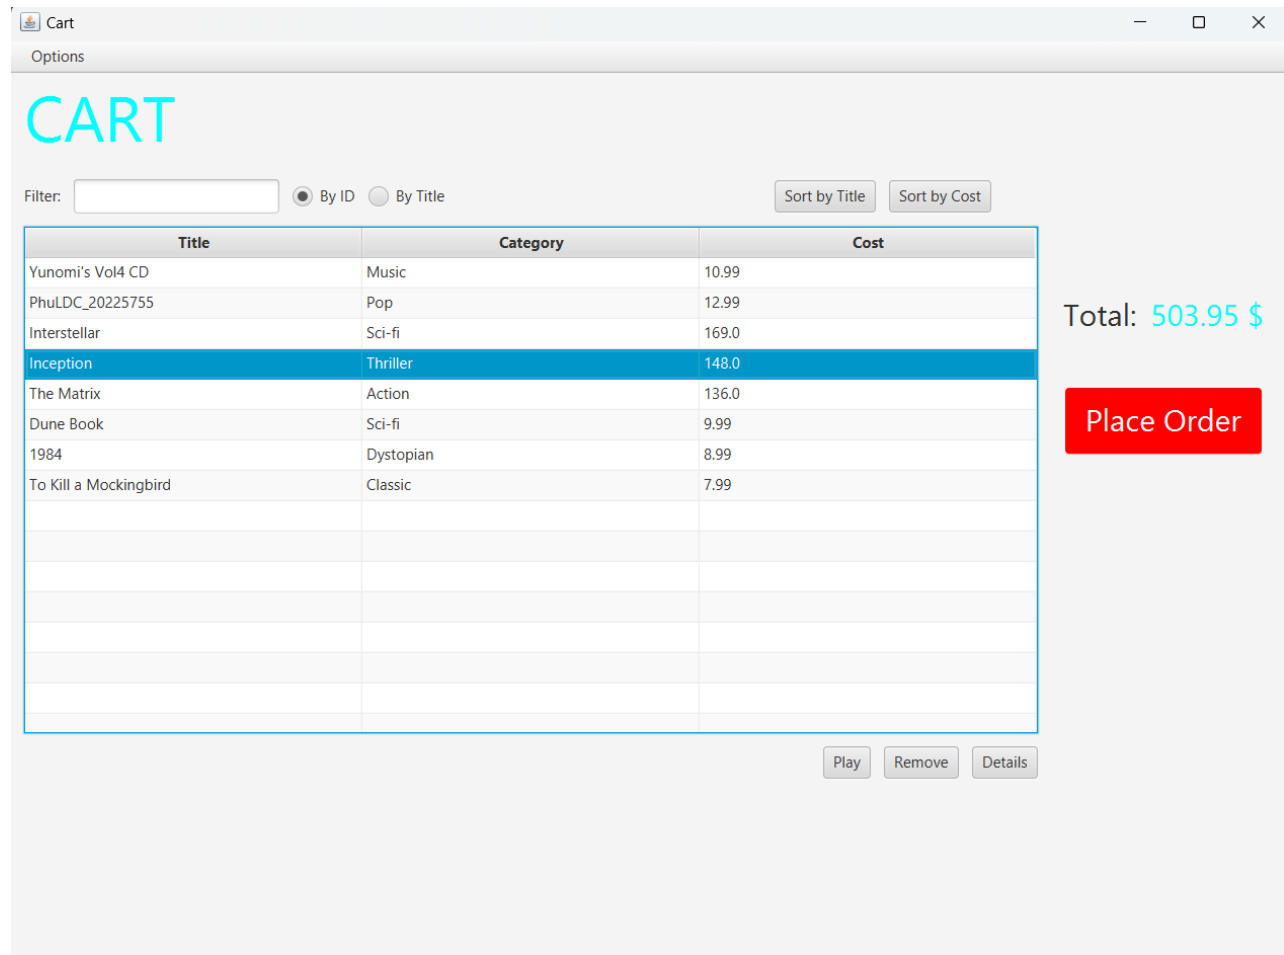 Cart
Options
CART
Filter: By ID By Title Sort by Title Sort by Cost
Title Category Cost
Yunomi's Vol4 CD Music 10.99
PhuLDC_20225755 Pop 12.99
Interstellar Sci-fi 169.0
Inception Thriller 148.0
The Matrix Action 136.0
Dune Book Sci-fi 9.99
1984 Dystopian 8.99
To Kill a Mockingbird Classic 7.99
Total: 503.95 $
Place Order
Play Remove Details